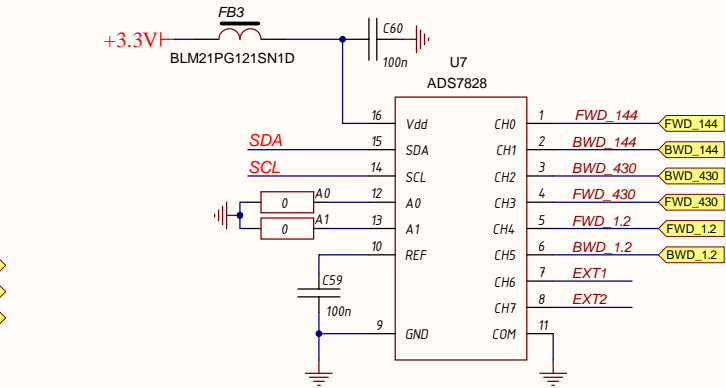 FB3
+3.3V
BLM21PG121SN1D
C60
100n
U7
ADS7828
16 Vdd CH0 1 FWD_144 FWD_144
SDA 15 SDA CH1 2 BWD_144 BWD_144
SCL 14 SCL CH2 3 BWD_430 BWD_430
0 A0 12 A0 CH3 4 FWD_430 FWD_430
0 A1 13 A1 CH4 5 FWD_1.2 FWD_1.2
10 REF CH5 6 BWD_1.2 BWD_1.2
C59
100n
CH6 7 EXT1
CH7 8 EXT2
9 GND COM 11